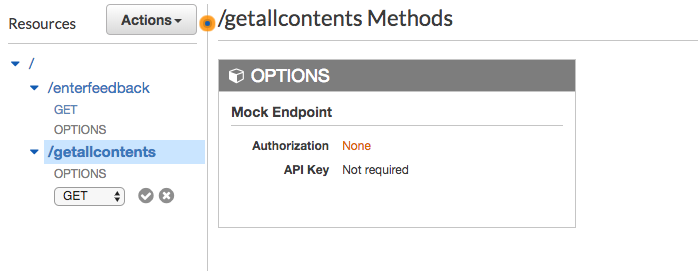 Resources
Actions
/getallcontents Methods
/
/enterfeedback
GET
OPTIONS
/getallcontents
OPTIONS
GET
OPTIONS
Mock Endpoint
Authorization None
API Key Not required